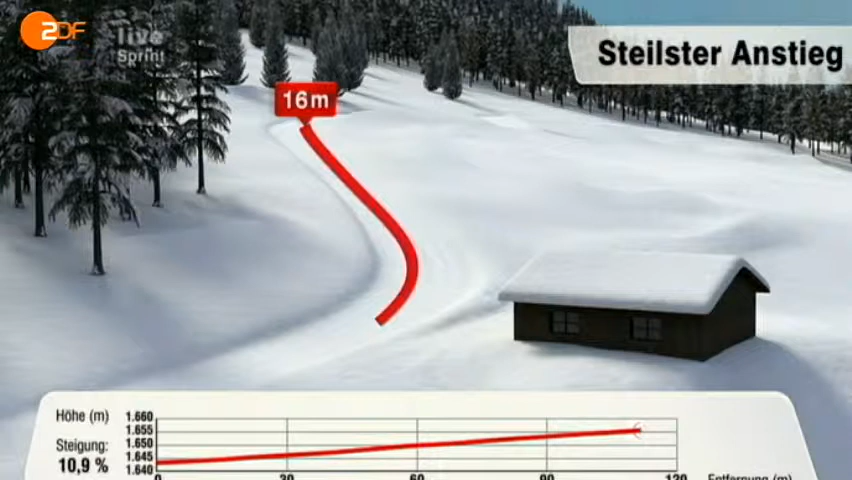 ZDF
live
Sprint
Steilster Anstieg
16m
Höhe (m)
Steigung:
10,9 %
1.660
1.655
1.650
1.645
1.640
0 30 60 90 120 Entfernung (m)